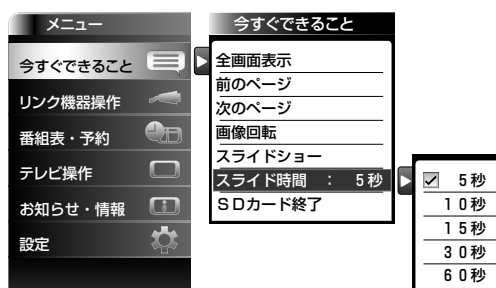 メニュー
今すぐできること
リンク機器操作
番組表・予約
テレビ操作
お知らせ・情報
設定
今すぐできること
全画面表示
前のページ
次のページ
画像回転
スライドショー
スライド時間 ： 5秒
ＳＤカード終了
5秒
10秒
15秒
30秒
60秒